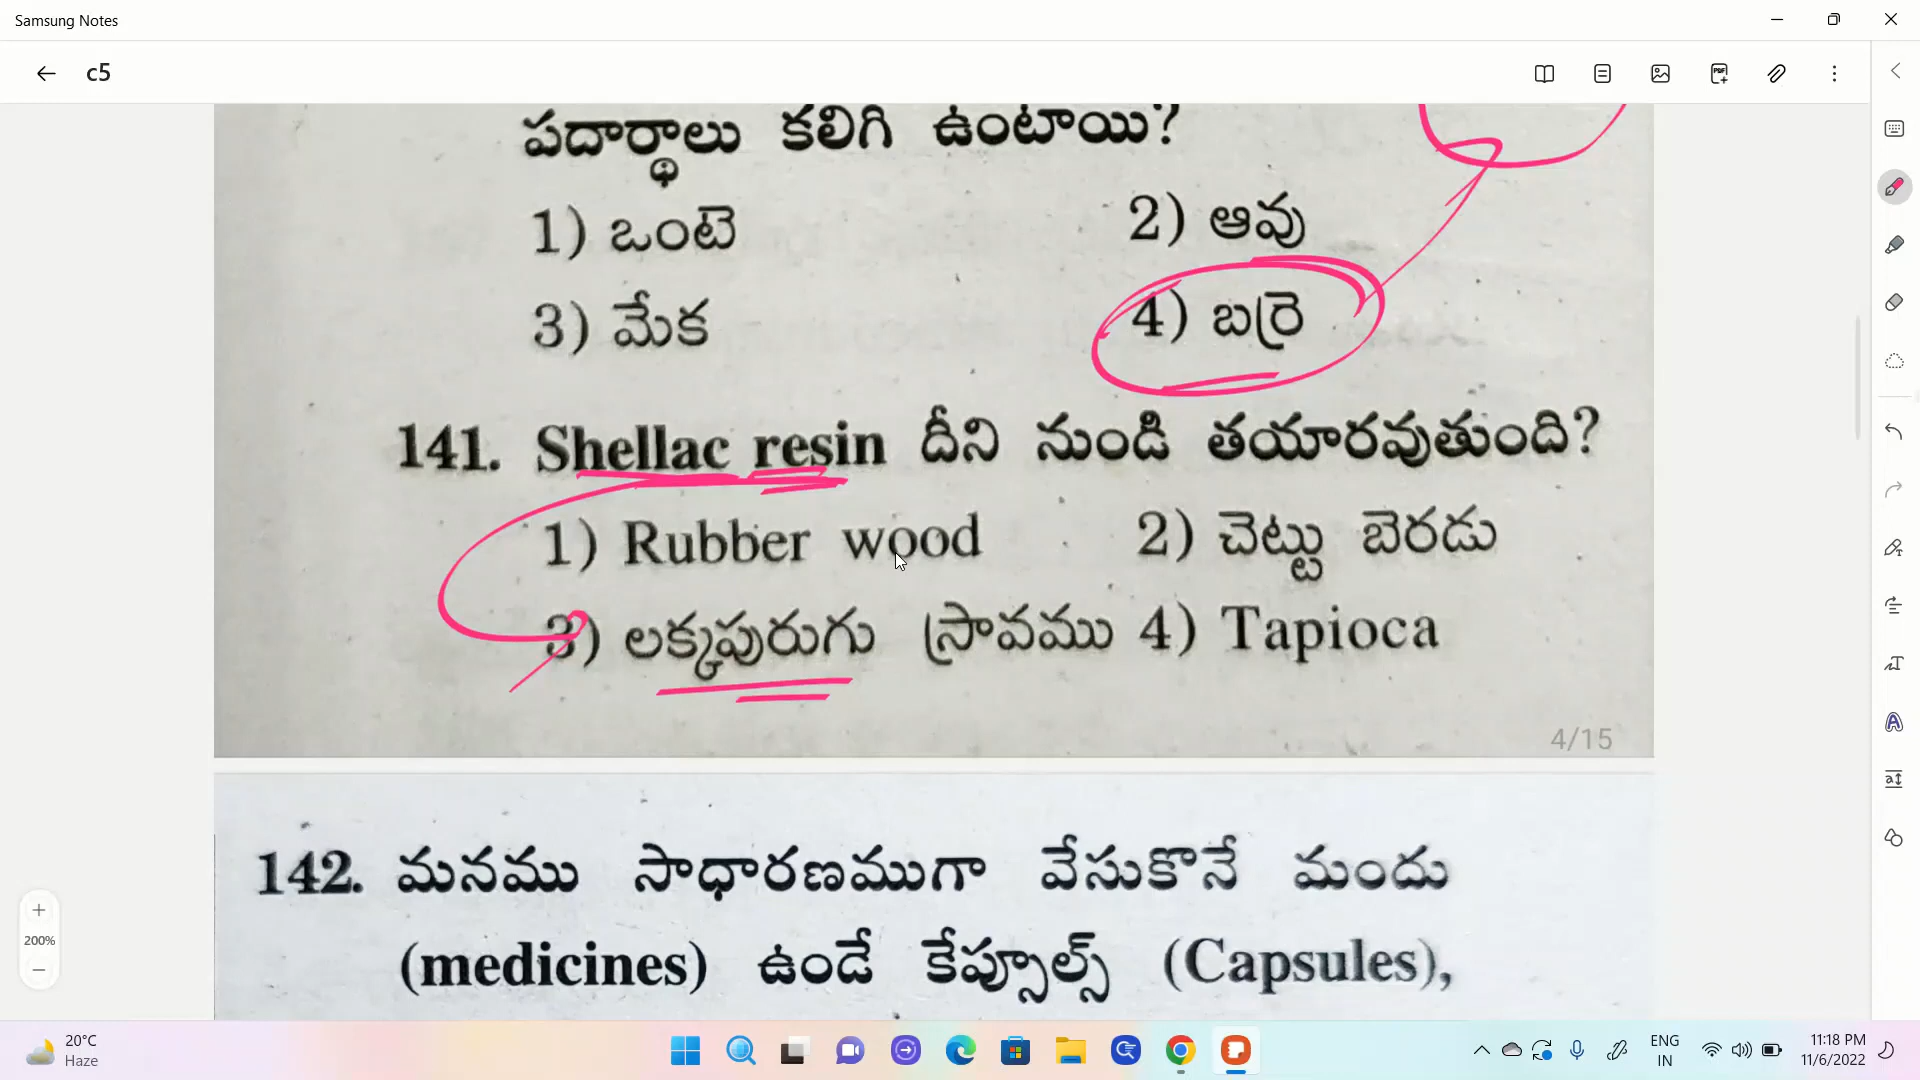 Samsung Notes
c5
పదార్థాలు కలిగి ఉంటాయి?
1) ఒంటె 2) ఆవు
3) మేక 4) బర్రె
141. Shellac resin దీని నుండి తయారవుతుంది?
1) Rubber wood 2) చెట్టు బెరడు
3) లక్కపురుగు స్రావము 4) Tapioca
4/15
142. మనము సాధారణముగా వేసుకొనే మందు
(medicines) ఉండే కేప్సూల్స్ (Capsules),
200%
20°C
Haze
ENG
IN
11:18 PM
11/6/2022